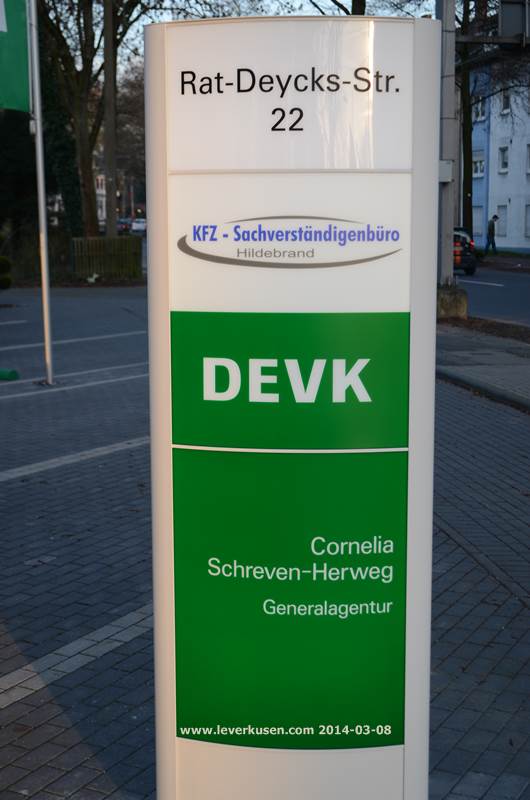 Rat-Deycks-Str.
22
KFZ - Sachverständigenbüro
Hildebrand
DEVK
Cornelia
Schreven-Herweg
Generalagentur
www.leverkusen.com 2014-03-08